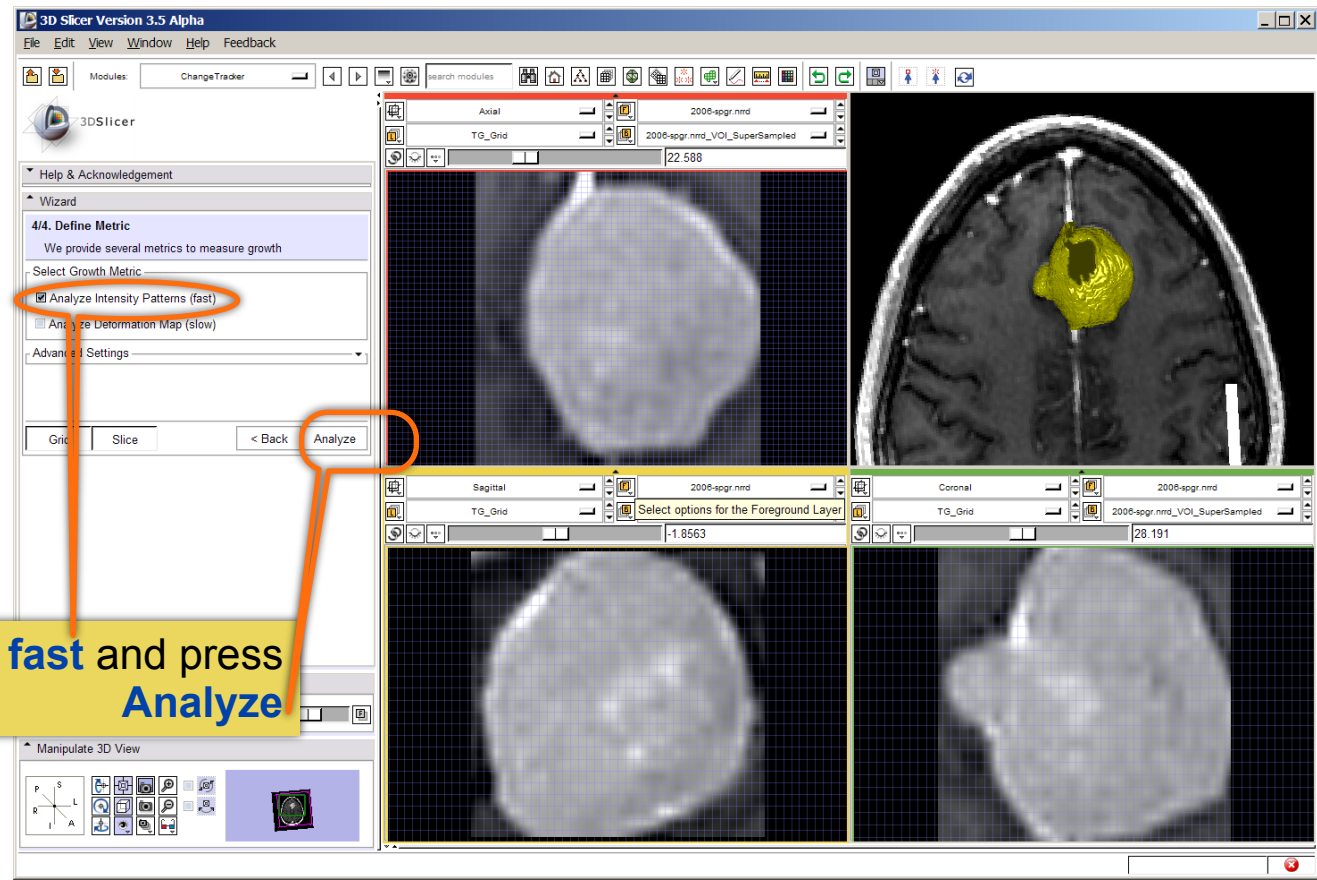 3D Slicer Version 3.5 Alpha
File Edit View Window Help Feedback
Modules: ChangeTracker search modules
3DSlicer
Help & Acknowledgement
Wizard
4/4. Define Metric
We provide several metrics to measure growth
Select Growth Metric
Analyze Intensity Patterns (fast)
Analyze Deformation Map (slow)
Advanced Settings
Grid Slice < Back Analyze
fast and press
Analyze
Manipulate 3D View
P S
R L
I A
Axial 2006-spgr.nrrd
TG_Grid 2006-spgr.nrrd_VOI_SuperSampled
22.588
Sagittal 2006-spgr.nrrd
TG_Grid Select options for the Foreground Layer
-1.8563
Coronal 2006-spgr.nrrd
TG_Grid 2006-spgr.nrrd_VOI_SuperSampled
28.191